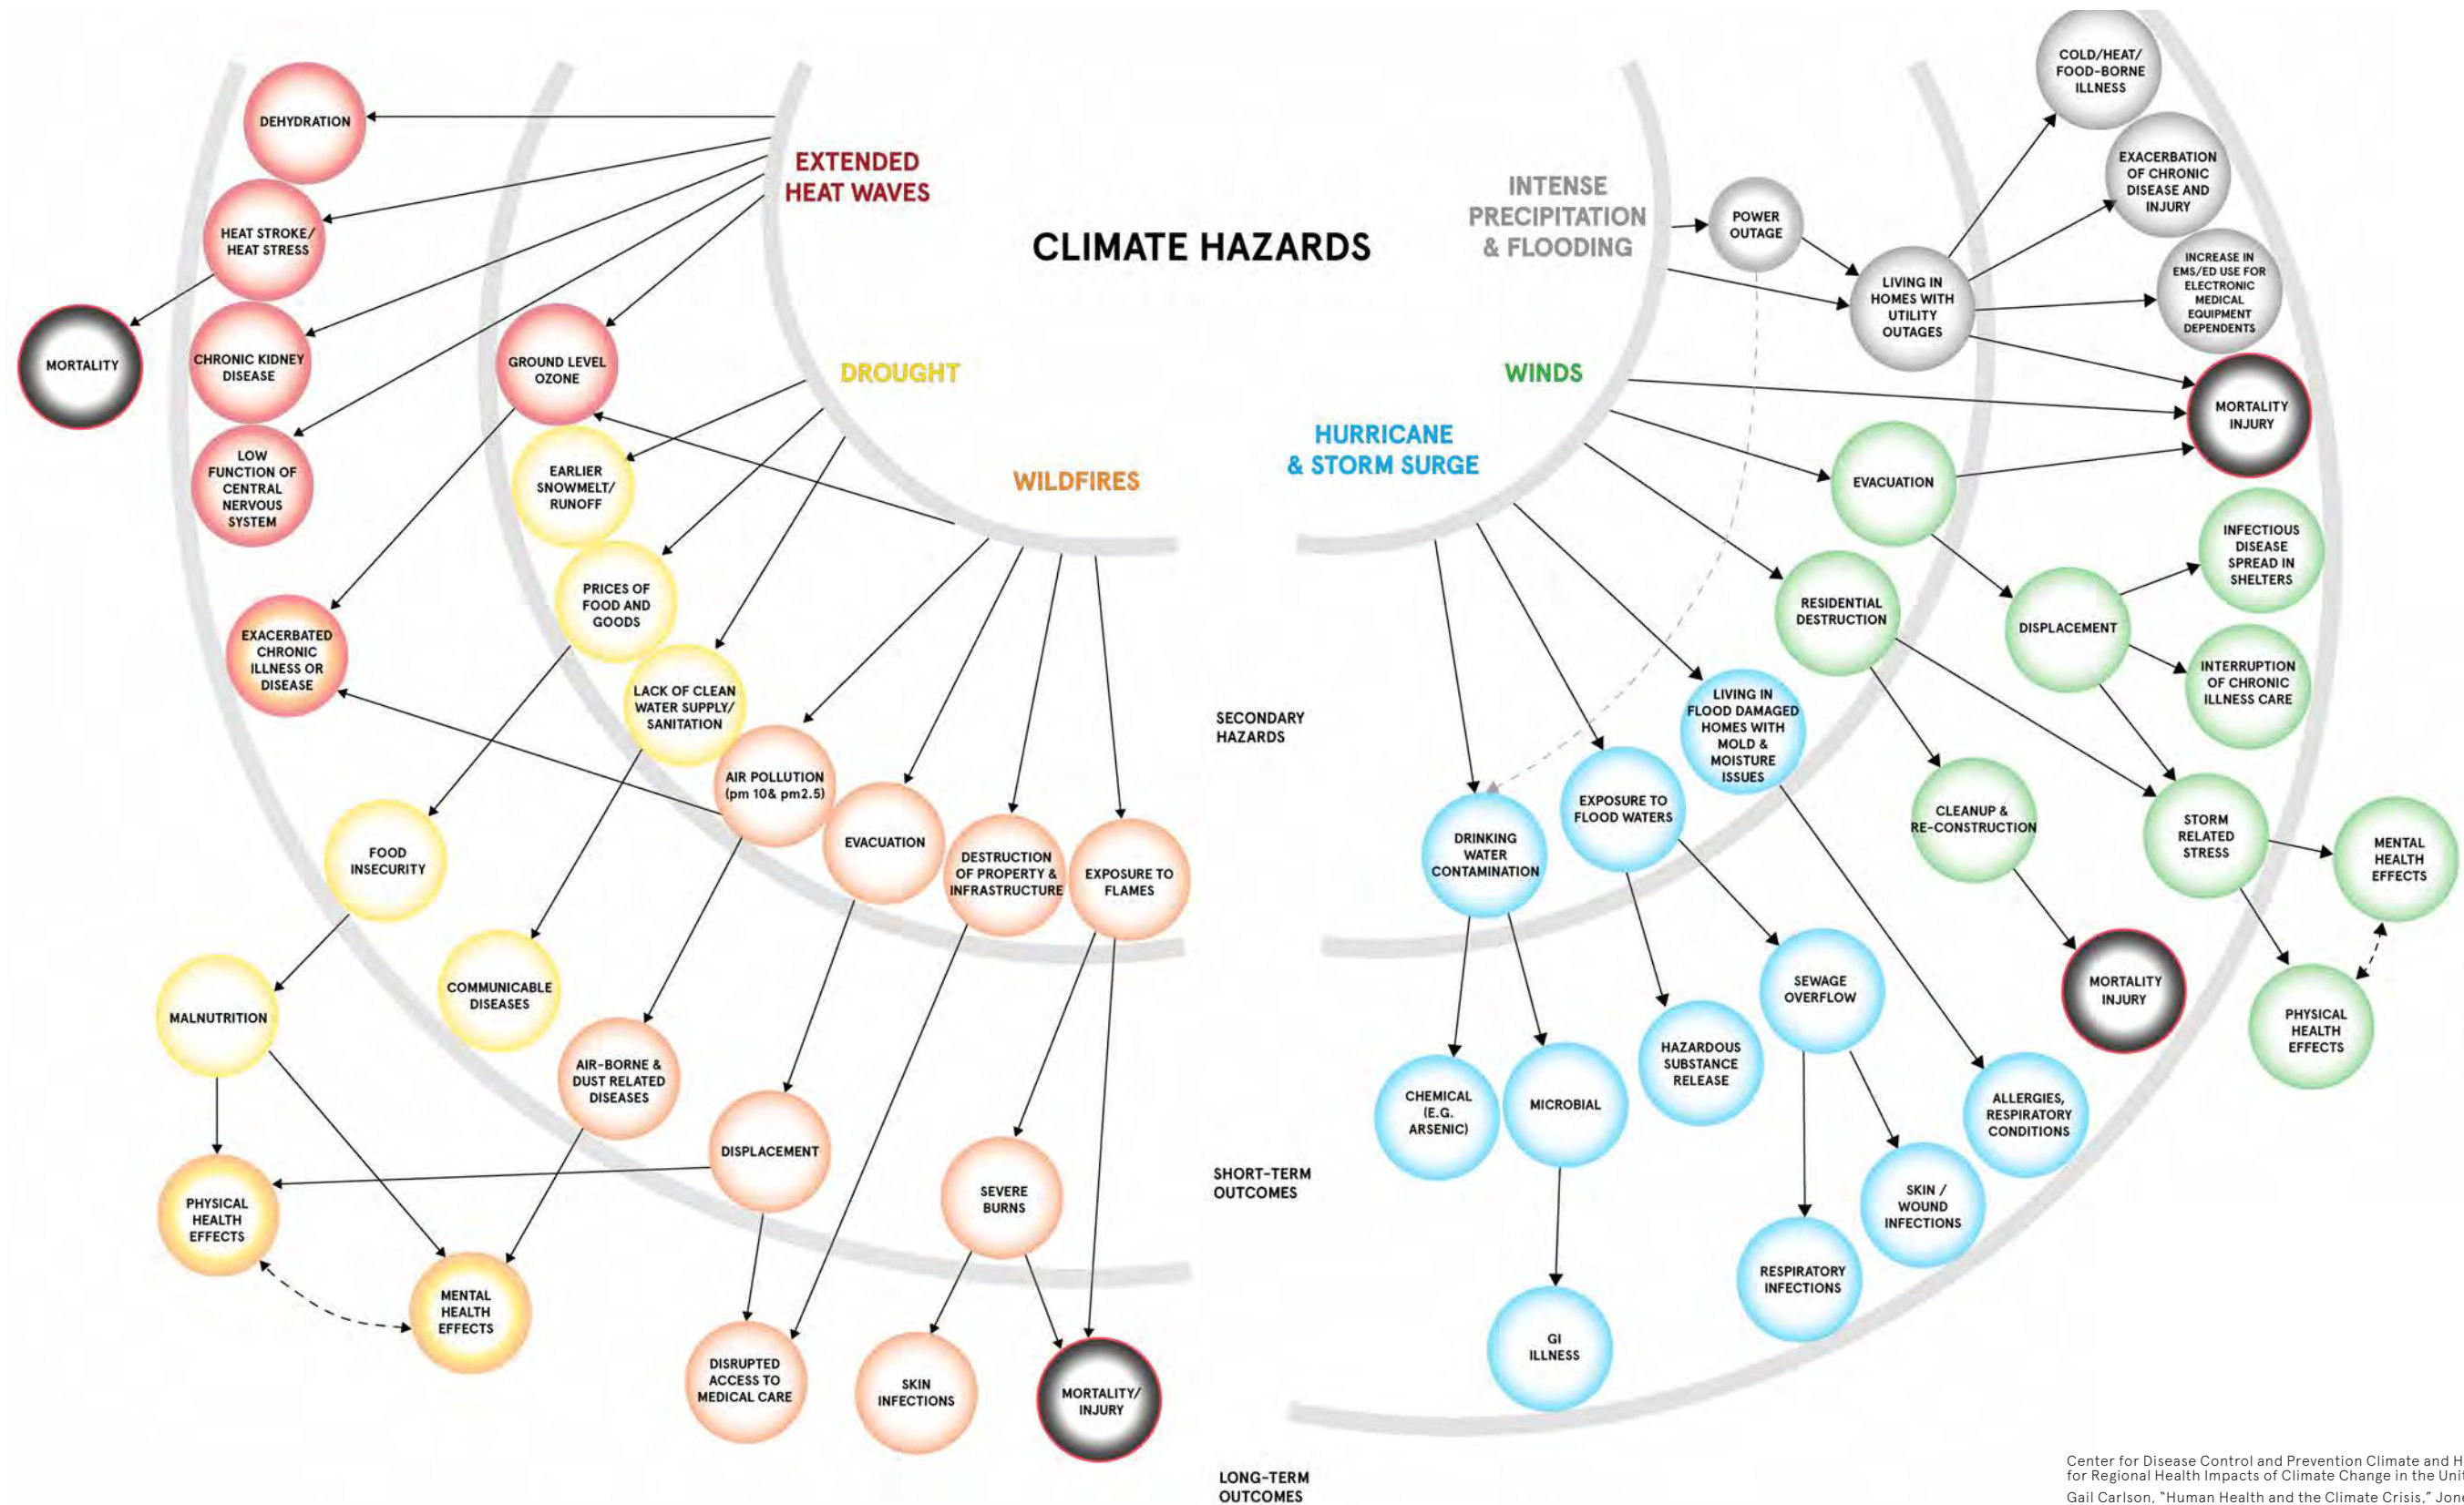 CLIMATE HAZARDS
EXTENDED
HEAT WAVES
DROUGHT
WILDFIRES
INTENSE
PRECIPITATION
& FLOODING
WINDS
HURRICANE
& STORM SURGE
DEHYDRATION
HEAT STROKE/
HEAT STRESS
MORTALITY
CHRONIC KIDNEY
DISEASE
LOW
FUNCTION OF
CENTRAL
NERVOUS
SYSTEM
GROUND LEVEL
OZONE
EARLIER
SNOWMELT/
RUNOFF
PRICES OF
FOOD AND
GOODS
EXACERBATED
CHRONIC
ILLNESS OR
DISEASE
LACK OF CLEAN
WATER SUPPLY/
SANITATION
AIR POLLUTION
(pm 10& pm2.5)
EVACUATION
DESTRUCTION
OF PROPERTY &
INFRASTRUCTURE
EXPOSURE TO
FLAMES
FOOD
INSECURITY
COMMUNICABLE
DISEASES
MALNUTRITION
AIR-BORNE &
DUST RELATED
DISEASES
DISPLACEMENT
SEVERE
BURNS
PHYSICAL
HEALTH
EFFECTS
MENTAL
HEALTH
EFFECTS
DISRUPTED
ACCESS TO
MEDICAL CARE
SKIN
INFECTIONS
MORTALITY/
INJURY
SECONDARY
HAZARDS
SHORT-TERM
OUTCOMES
LONG-TERM
OUTCOMES
POWER
OUTAGE
LIVING IN
HOMES WITH
UTILITY
OUTAGES
COLD/HEAT/
FOOD-BORNE
ILLNESS
EXACERBATION
OF CHRONIC
DISEASE AND
INJURY
INCREASE IN
EMS/ED USE FOR
ELECTRONIC
MEDICAL
EQUIPMENT
DEPENDENTS
MORTALITY
INJURY
EVACUATION
INFECTIOUS
DISEASE
SPREAD IN
SHELTERS
RESIDENTIAL
DESTRUCTION
DISPLACEMENT
INTERRUPTION
OF CHRONIC
ILLNESS CARE
LIVING IN
FLOOD DAMAGED
HOMES WITH
MOLD &
MOISTURE
ISSUES
EXPOSURE TO
FLOOD WATERS
DRINKING
WATER
CONTAMINATION
CLEANUP &
RE-CONSTRUCTION
STORM
RELATED
STRESS
MENTAL
HEALTH
EFFECTS
SEWAGE
OVERFLOW
MORTALITY
INJURY
PHYSICAL
HEALTH
EFFECTS
HAZARDOUS
SUBSTANCE
RELEASE
CHEMICAL
(E.G.
ARSENIC)
MICROBIAL
ALLERGIES,
RESPIRATORY
CONDITIONS
SKIN /
WOUND
INFECTIONS
RESPIRATORY
INFECTIONS
GI
ILLNESS
Center for Disease Control and Prevention Climate and
for Regional Health Impacts of Climate Change in the
Gail Carlson, "Human Health and the Climate Crisis,"